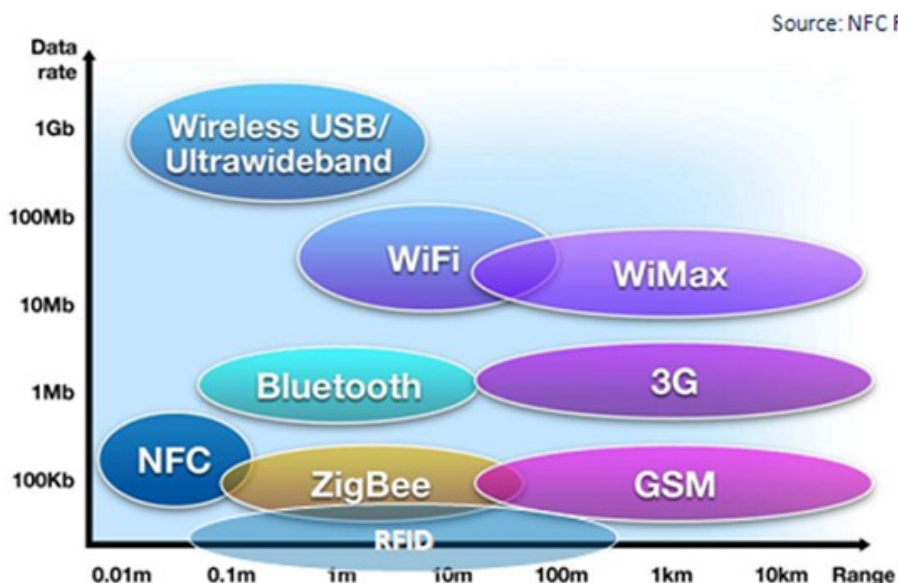 Source: NFC F
Data
rate
1Gb
100Mb
10Mb
1Mb
100Kb
Wireless USB/
Ultrawideband
WiFi
WiMax
Bluetooth
3G
NFC
ZigBee
GSM
RFID
0.01m 0.1m 1m 10m 100m 1km 10km Range